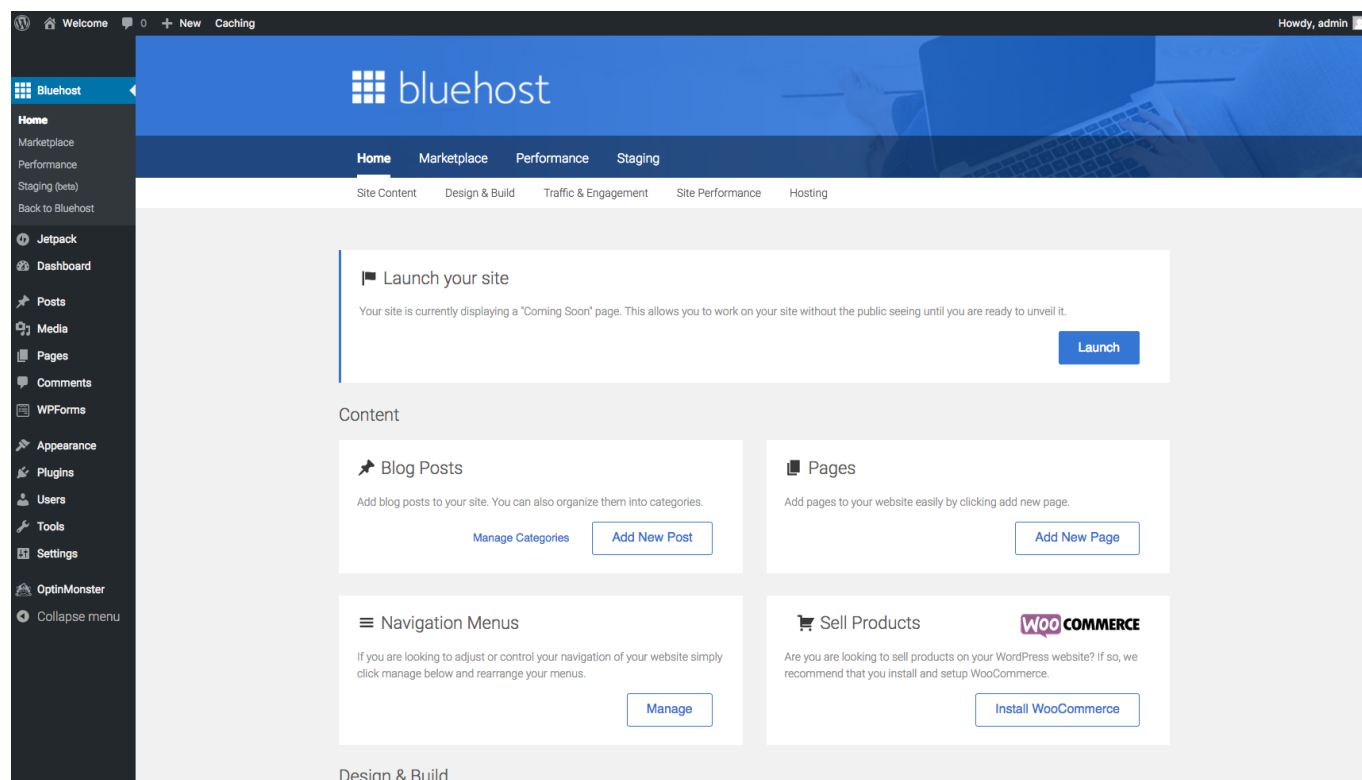 Welcome 0 New Caching Howdy, admin
Bluehost
Home
Marketplace
Performance
Staging (beta)
Back to Bluehost
Jetpack
Dashboard
Posts
Media
Pages
Comments
WPForms
Appearance
Plugins
Users
Tools
Settings
OptinMonster
Collapse menu
bluehost
Home Marketplace Performance Staging
Site Content Design & Build Traffic & Engagement Site Performance Hosting
Launch your site
Your site is currently displaying a "Coming Soon" page. This allows you to work on your site without the public seeing until you are ready to unveil it.
Launch
Content
Blog Posts
Add blog posts to your site. You can also organize them into categories.
Manage Categories Add New Post
Pages
Add pages to your website easily by clicking add new page.
Add New Page
Navigation Menus
If you are looking to adjust or control your navigation of your website simply
click manage below and rearrange your menus.
Manage
Sell Products WOO COMMERCE
Are you are looking to sell products on your WordPress website? If so, we
recommend that you install and setup WooCommerce.
Install WooCommerce
Design & Build